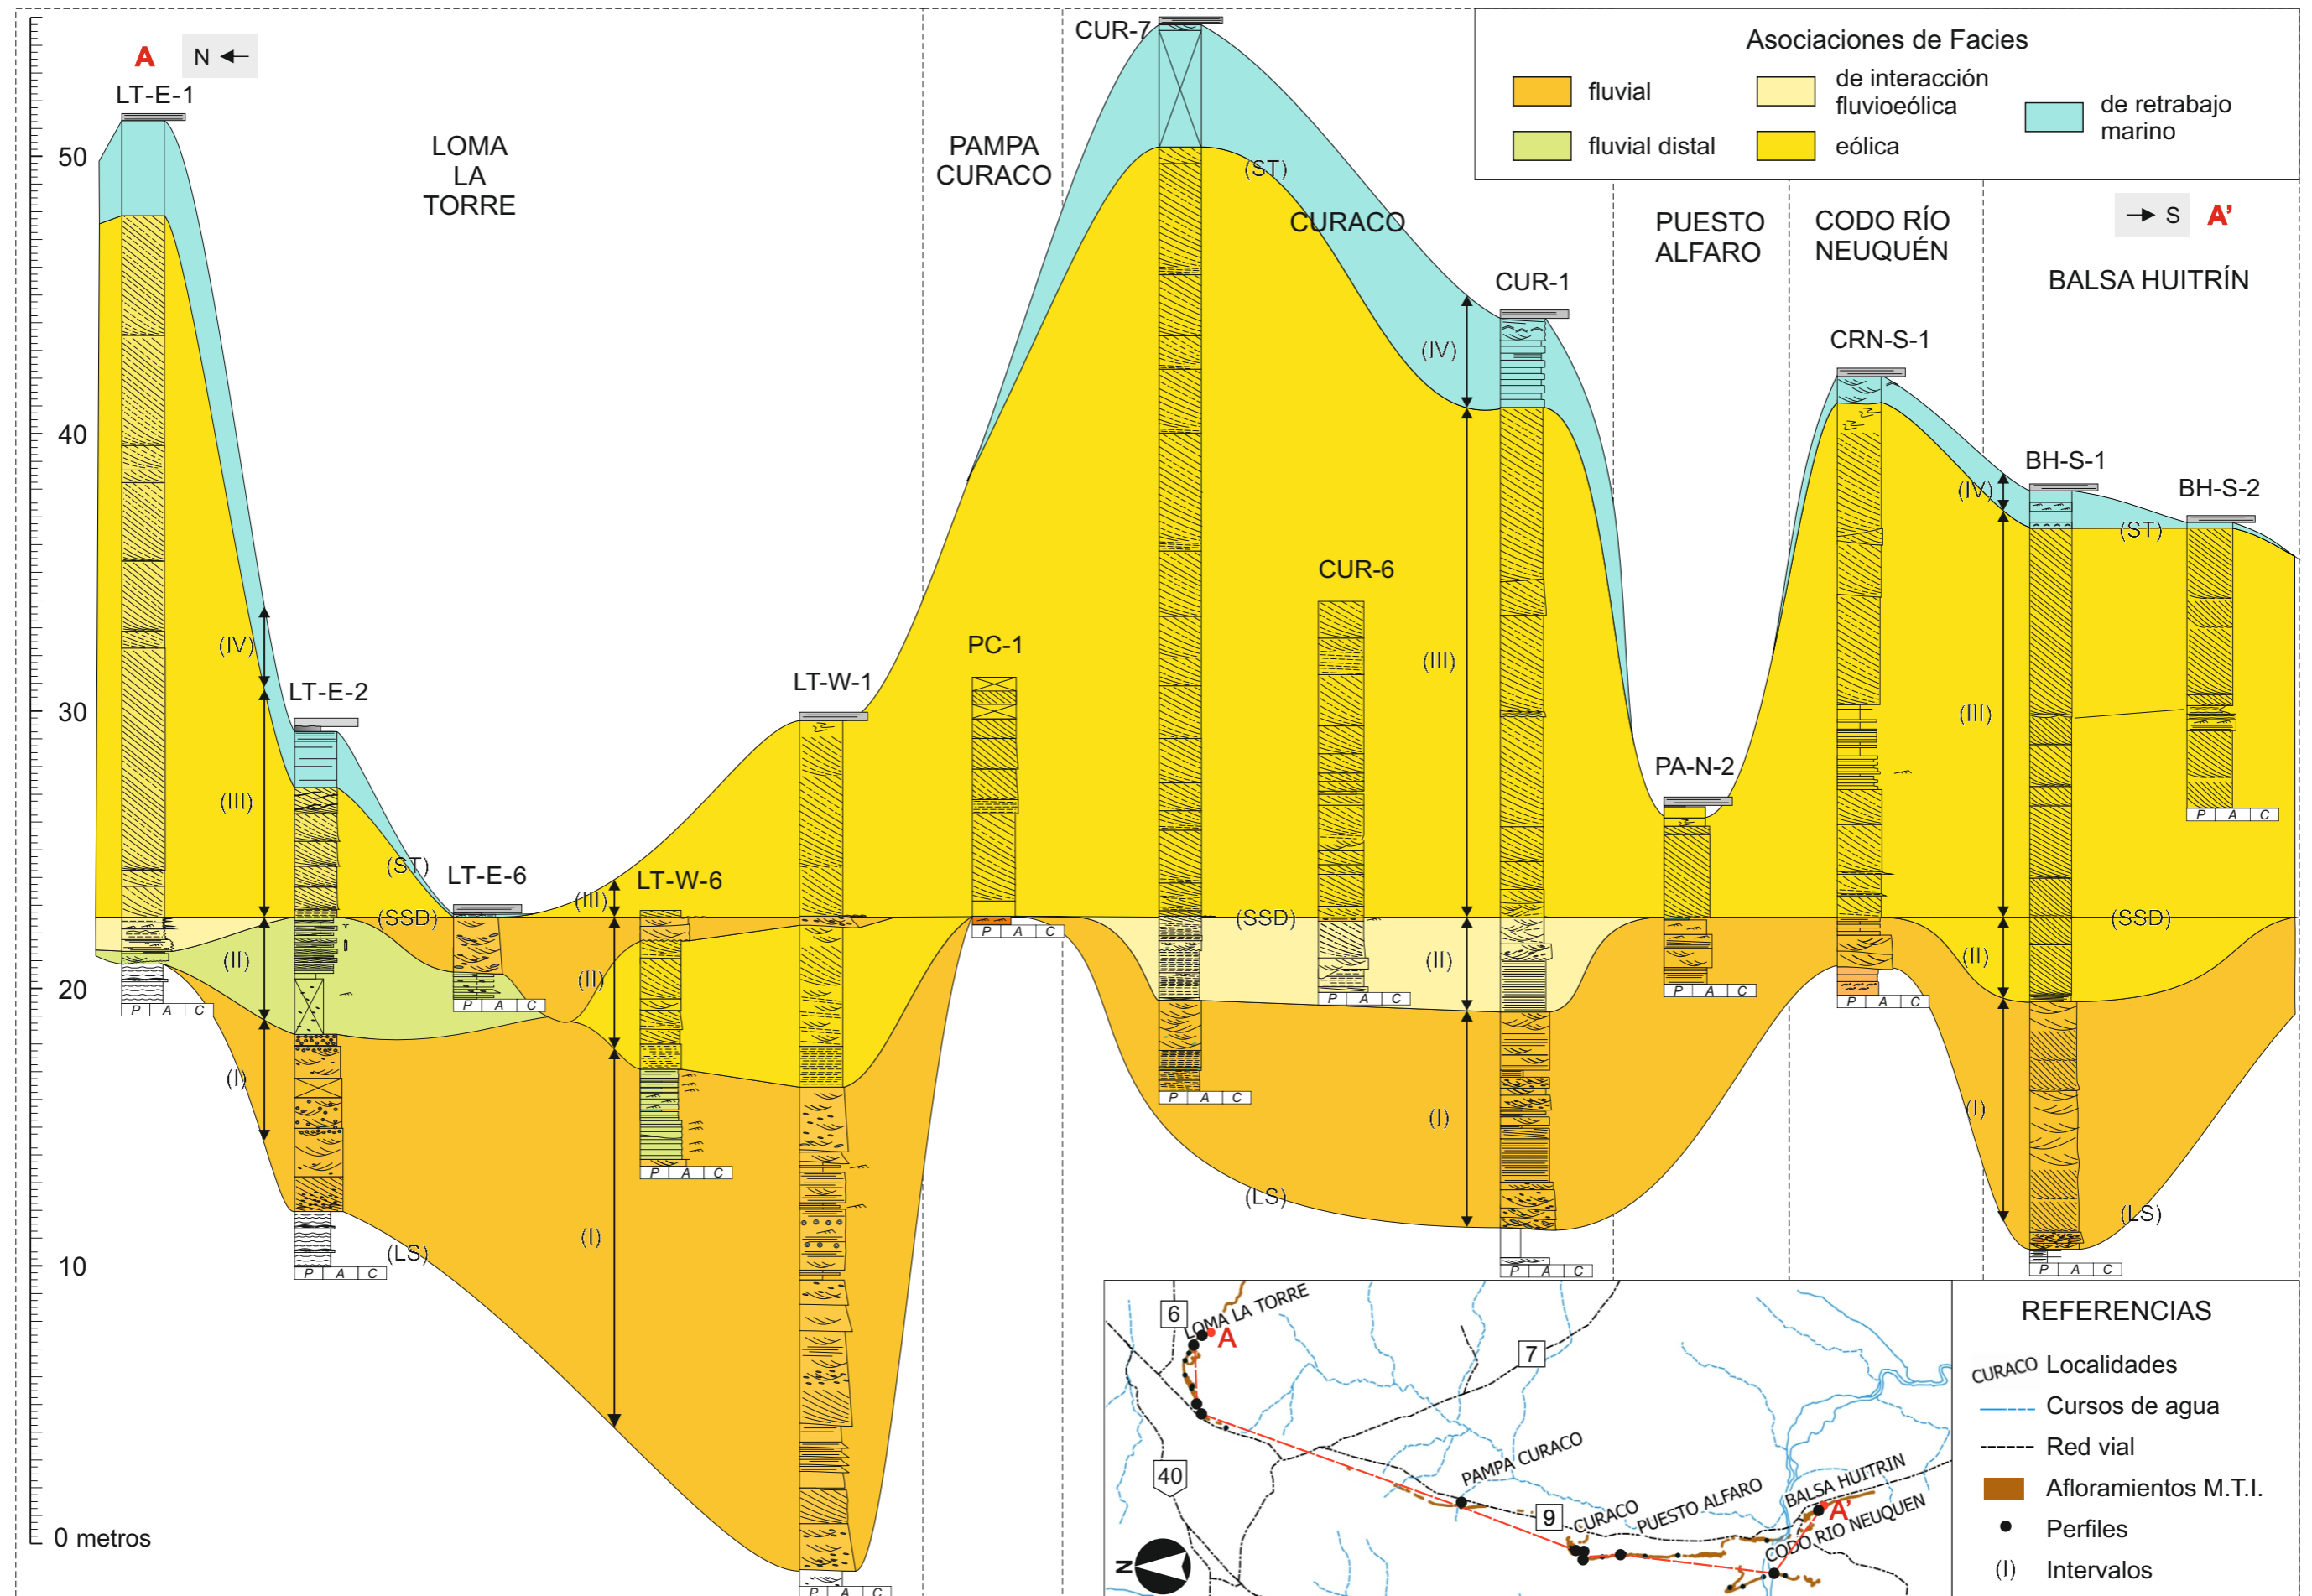 A
N
LT-E-1
LOMA
LA
TORRE
PAMPA
CURACO
CUR-7
Asociaciones de Facies
fluvial
fluvial distal
de interacción
fluvioeólica
eólica
de retrabajo
marino
(ST)
CURACO
PUESTO
ALFARO
CODO RÍO
NEUQUÉN
S
A’
BALSA HUITRÍN
50
40
30
20
10
0 metros
CUR-1
(IV)
CRN-S-1
BH-S-1
(IV)
BH-S-2
(ST)
CUR-6
PC-1
(IV)
LT-E-2
LT-W-1
(III)
(III)
(III)
PA-N-2
(ST)
LT-E-6
(III)
LT-W-6
(SSD)
(SSD)
(SSD)
(II)
(II)
(II)
(II)
(I)
(I)
(I)
(I)
(LS)
(LS)
(LS)
P A C
P A C
P A C
P A C
P A C
P A C
P A C
P A C
P A C
P A C
P A C
P A C
P A C
6
LOMA LA TORRE
A
7
40
PAMPA CURACO
9
CURACO
PUESTO ALFARO
BALSA HUITRIN
A’
CODO RIO NEUQUEN
N
REFERENCIAS
CURACO Localidades
Cursos de agua
Red vial
Afloramientos M.T.I.
Perfiles
(I) Intervalos